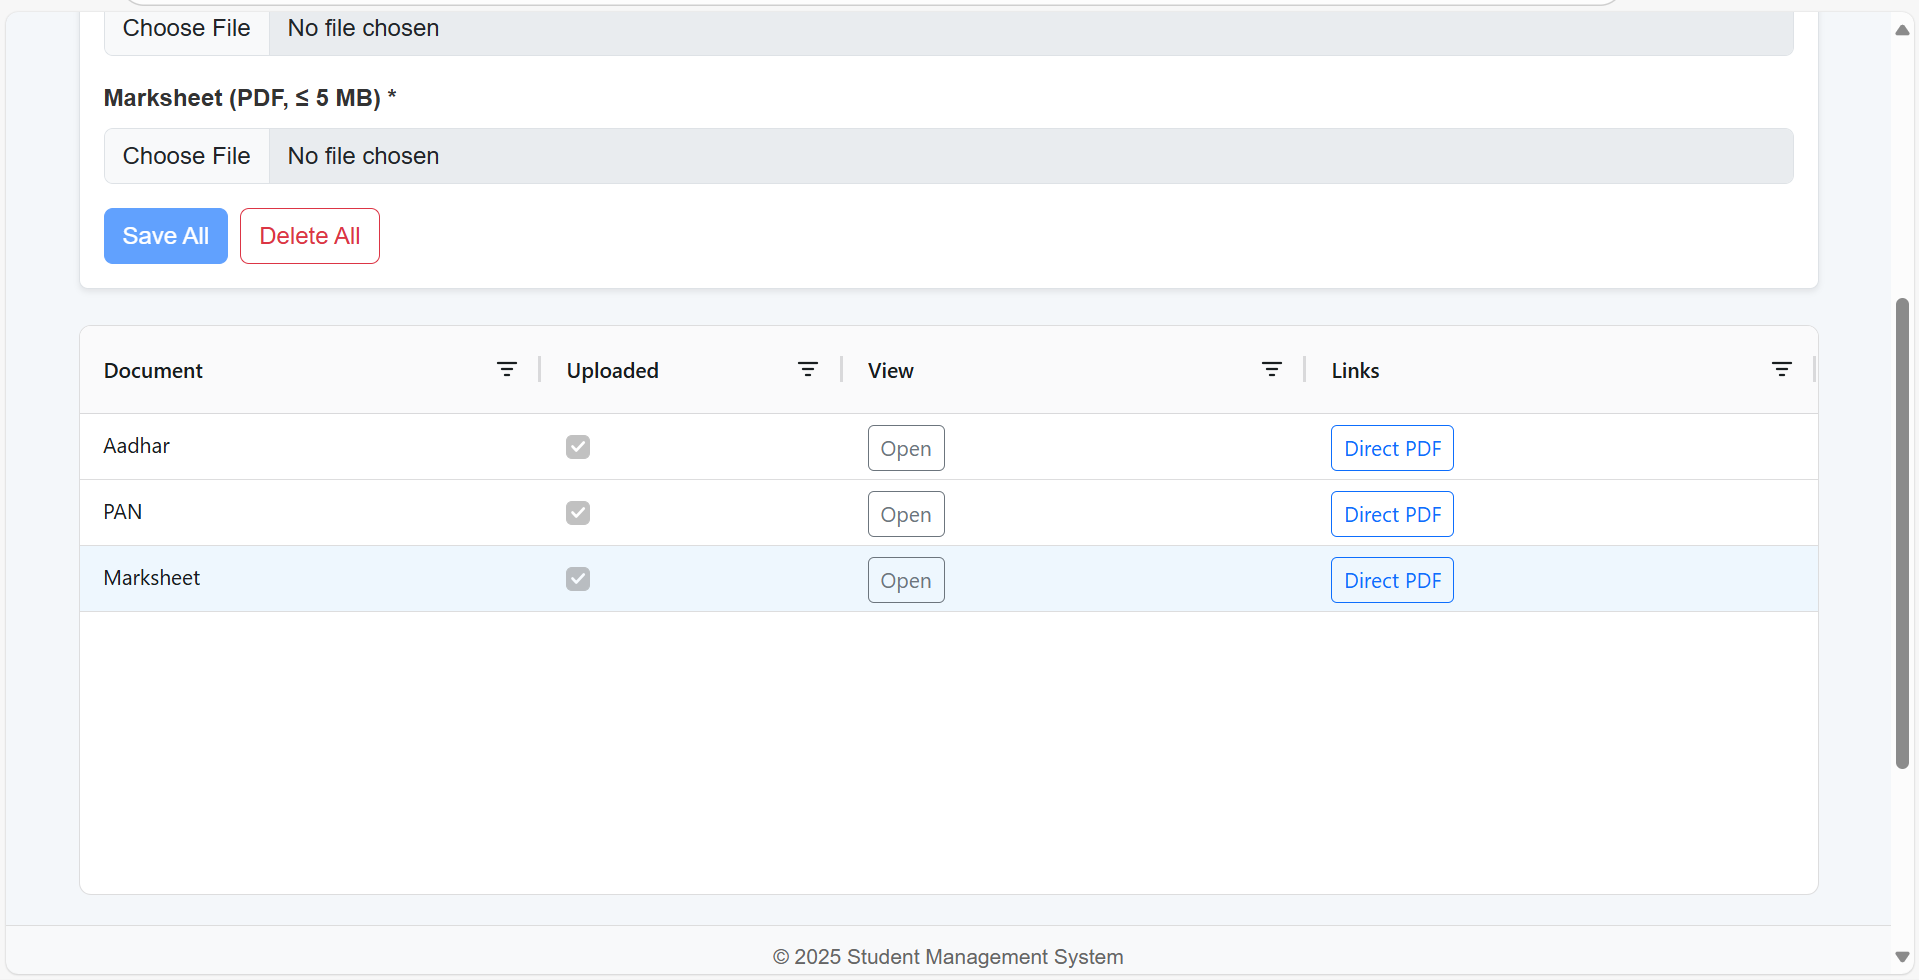 Choose File No file chosen
Marksheet (PDF, ≤ 5 MB) *
Choose File No file chosen
Save All Delete All
Document Uploaded View Links
Aadhar Open Direct PDF
PAN Open Direct PDF
Marksheet Open Direct PDF
© 2025 Student Management System